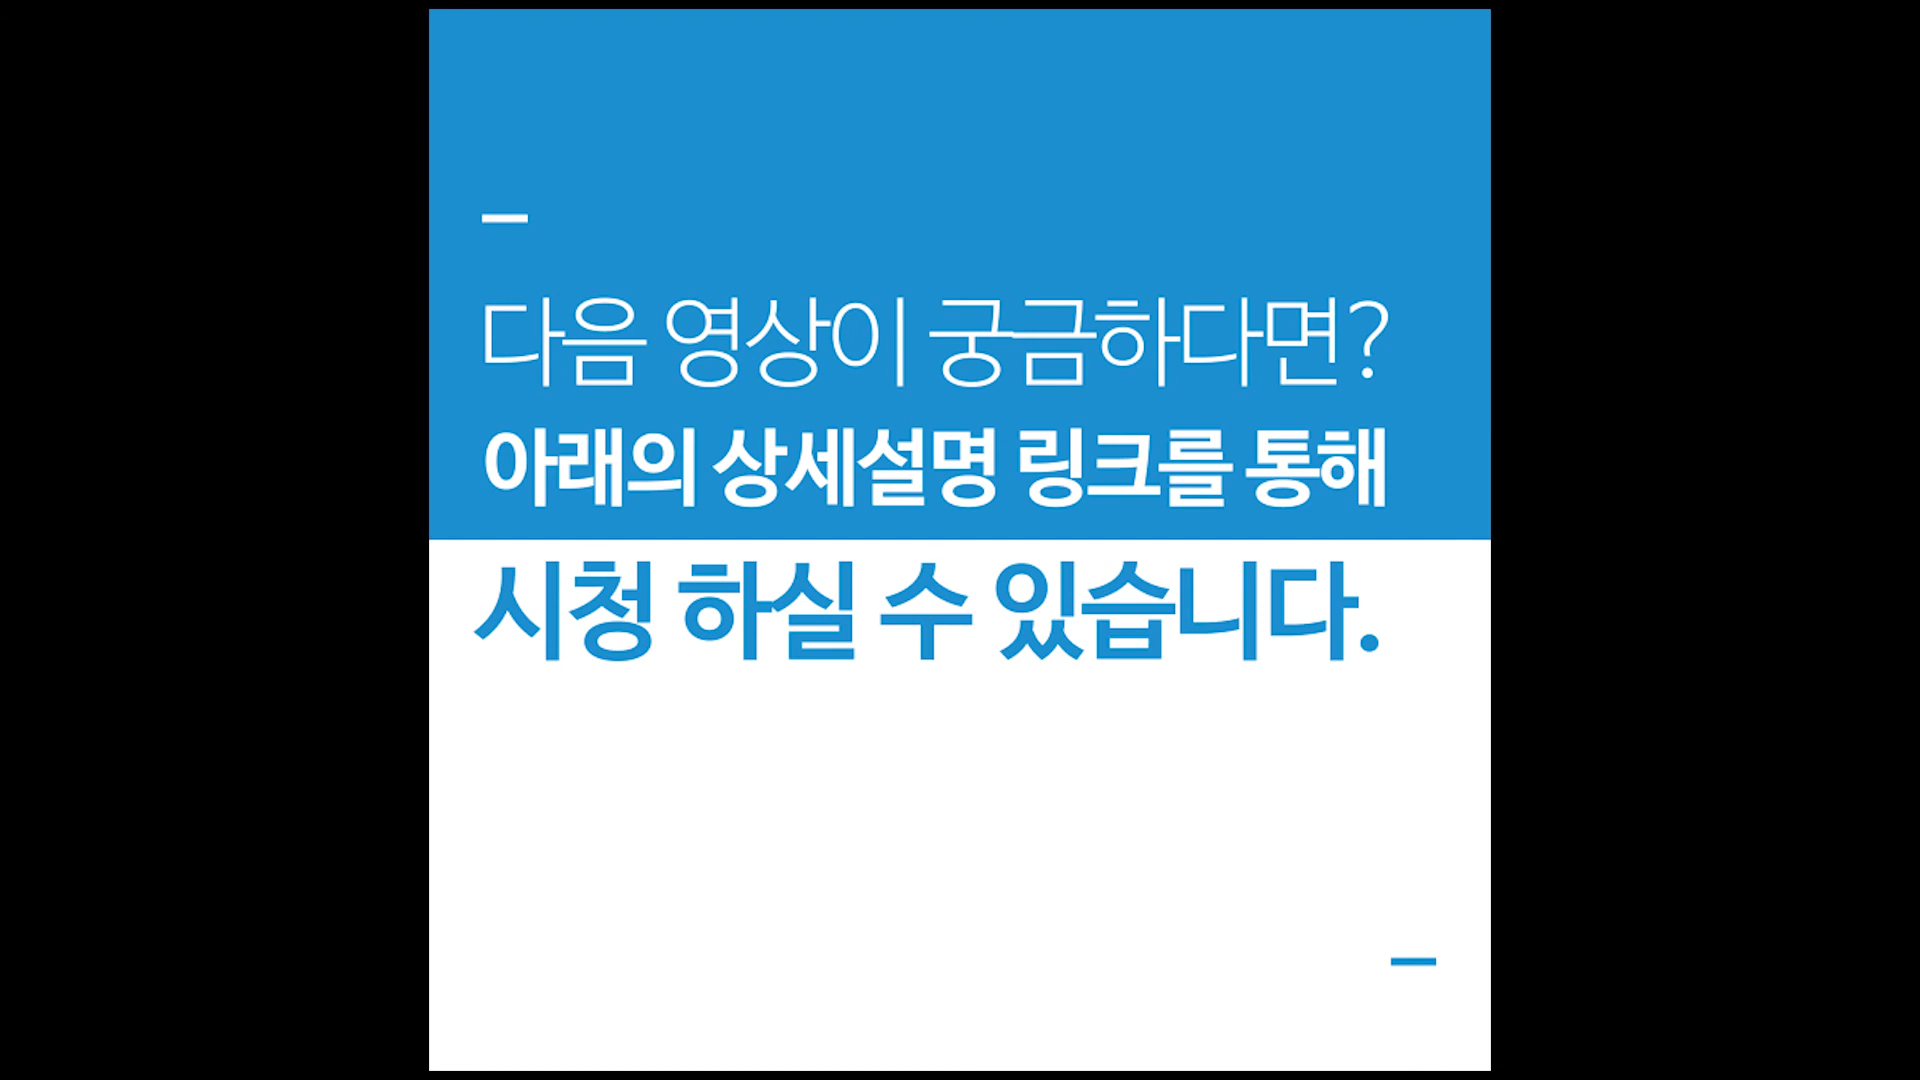 다음 영상이 궁금하다면?
아래의 상세설명 링크를 통해
시청 하실 수 있습니다.